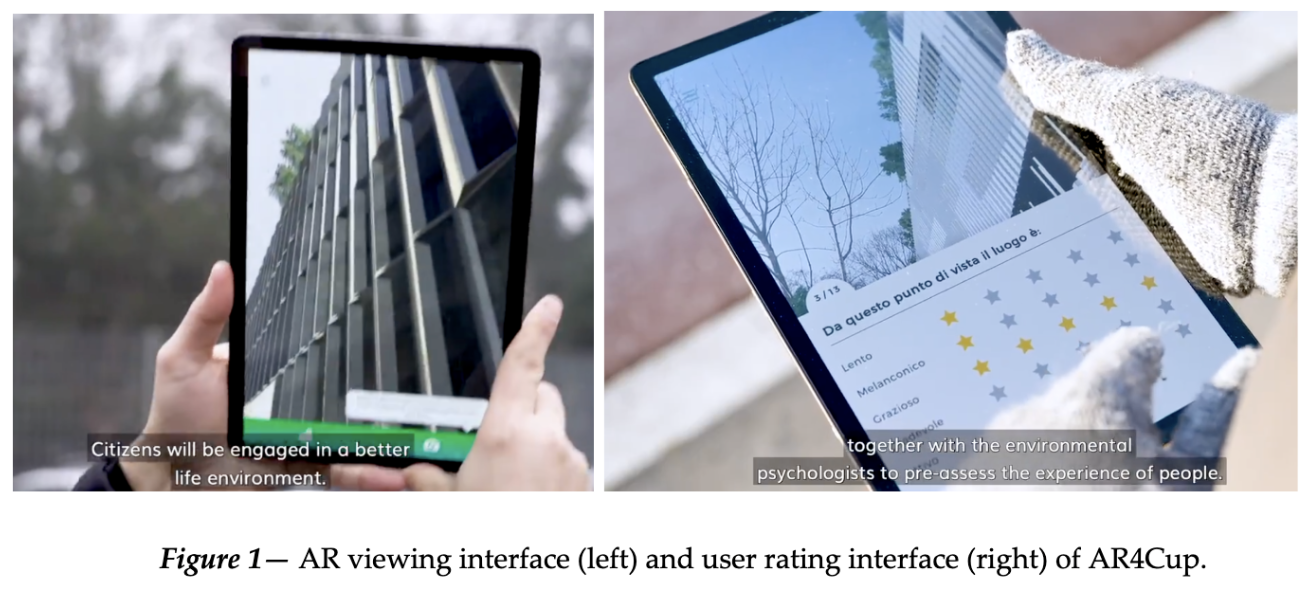 Citizens will be engaged in a better
life environment.
3/13
Da questo punto di vista il luogo è:
Lento
Melanconico
Grazioso
together with the environmental
psychologists to pre-assess the experience of people.
Figure 1— AR viewing interface (left) and user rating interface (right) of AR4Cup.